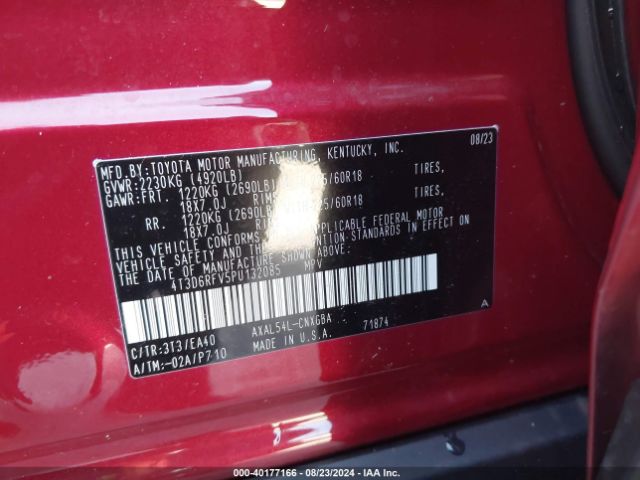 MFD.BY:TOYOTA MOTOR MANUFACTURING, KENTUCKY, INC. 08/23
GVWR:2230KG (4920LB)
GAWR:FRT. 1220KG (2690LB) 5/60R18 TIRES,
18X7.0J RIMS
RR. 1220KG (2690LB) 25/60R18 TIRES,
18X7.0J
THIS VEHICLE CONFORMS APPLICABLE FEDERAL MOTOR
VEHICLE SAFETY AND STANDARDS IN EFFECT ON
THE DATE OF MANUFACTURE SHOWN ABOVE.
4T3D6RFV5PU132085 MPV
C/TR:3T3/EA40 AXAL54L-CNXGBA A
A/TM:-02A/P710 MADE IN U.S.A. 71874
000-40177166 - 08/23/2024 - IAA Inc.